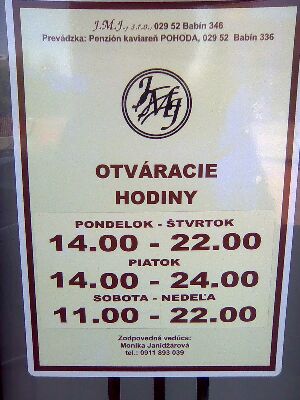 J.M.J., s.r.o., 029 52 Babín 346
Prevádzka: Penzión kaviareň POHODA, 029 52 Babín 336
JMJ
OTVÁRACIE
HODINY
PONDELOK - ŠTVRTOK
14.00 - 22.00
PIATOK
14.00 - 24.00
SOBOTA - NEDEĽA
11.00 - 22.00
Zodpovedná vedúca:
Monika Janidžárová
tel.: 0911 893 039